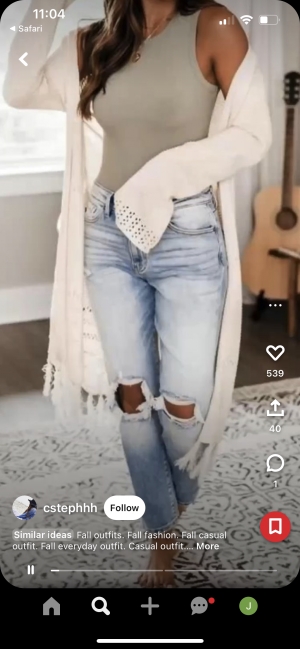 11:04
◀ Safari
539
40
1
cstephhh Follow
Similar ideas Fall outfits. Fall fashion. Fall casual
outfit. Fall everyday outfit. Casual outfit.... More
J